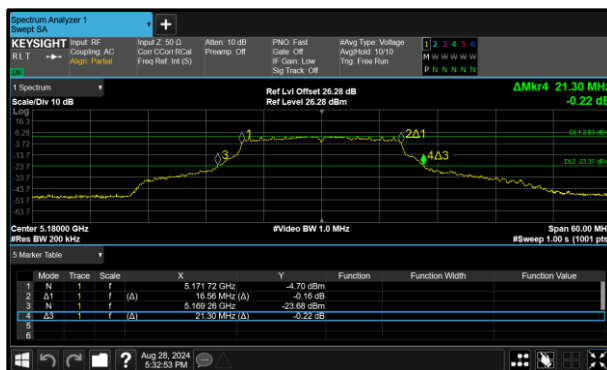 Spectrum Analyzer 1
Swept SA
+
KEYSIGHT Input: RF Input Z: 50 Ω Atten: 10 dB PNO: Fast #Avg Type: Voltage 1 2 3 4 5 6
RLT Coupling: AC Corr CCorr RCal Preamp: Off Gate: Off Avg|Hold: 10/10 M W W W W W
Align: Partial Freq Ref: Int (S) IF Gain: Low Trig: Free Run
Sig Track: Off P N N N N N
1 Spectrum Ref Lvl Offset 26.28 dB ΔMkr4 21.30 MHz
Scale/Div 10 dB Ref Level 26.28 dBm -0.22 dB
Log
16.3
6.28 1 2Δ1 DL1 2.63 dBm
-3.72
-13.7 3 4Δ3
-23.7 DL2 -23.37 dBm
-33.7
-43.7
-53.7
-63.7
Center 5.18000 GHz #Video BW 1.0 MHz Span 60.00 MHz
#Res BW 200 kHz #Sweep 1.00 s (1001 pts)
5 Marker Table
Mode Trace Scale X Y Function Function Width Function Value
1 N 1 f 5.171 72 GHz -4.70 dBm
2 Δ1 1 f (Δ) 16.56 MHz (Δ) -0.16 dB
3 N 1 f 5.169 26 GHz -23.68 dBm
4 Δ3 1 f (Δ) 21.30 MHz (Δ) -0.22 dB
5
6
? Aug 28, 2024
5:32:53 PM